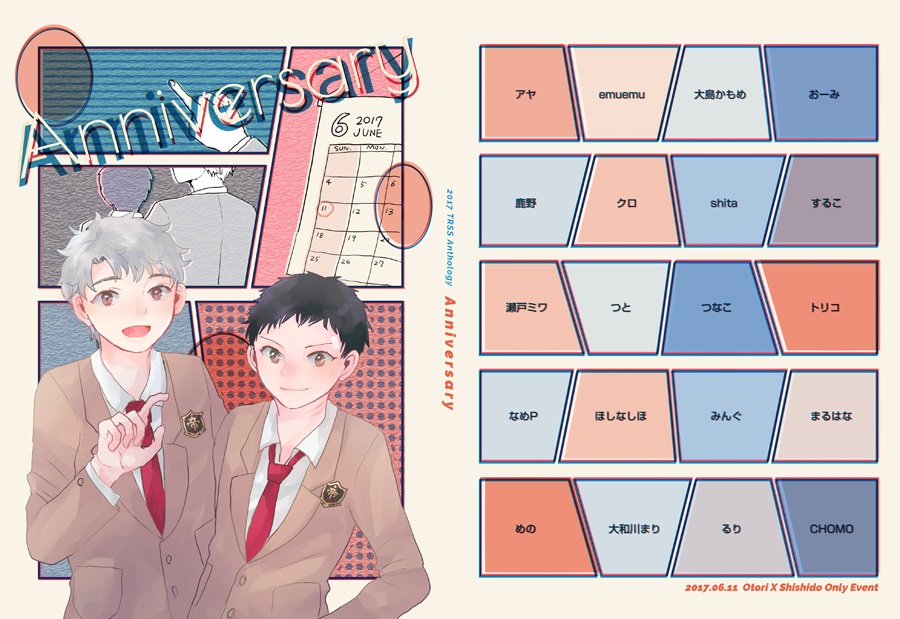 Anniversary
6 2017
JUNE
SUN. MON.
4 5 6
11 12 13
18 19 20
25 26 27
2017 TRSS Anthology Anniversary
アヤ
emuemu
大島かもめ
おーみ
鹿野
クロ
shita
するこ
瀬戸ミワ
つと
つなこ
トリコ
なめP
ほしなしほ
みんぐ
まるはな
めの
大和川まり
るり
CHOMO
2017.06.11 Otori X Shishido Only Event